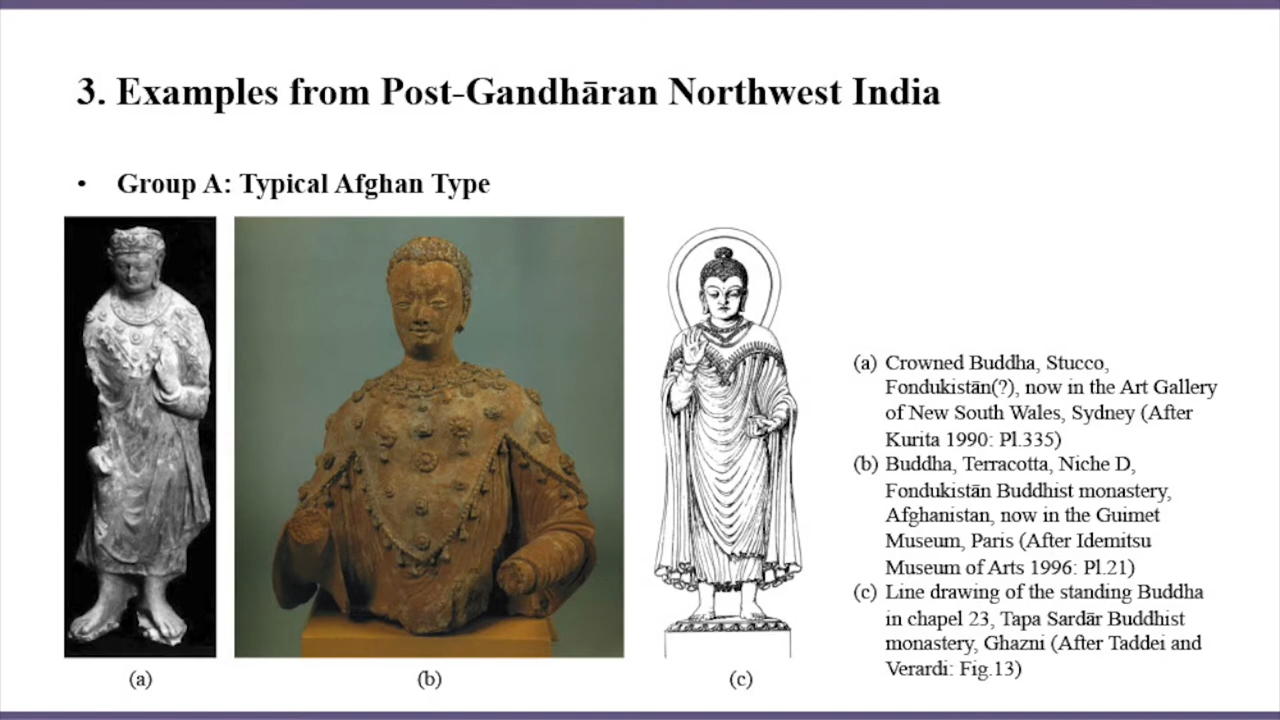 3. Examples from Post-Gandhāran Northwest India
• Group A: Typical Afghan Type
(a) Crowned Buddha, Stucco,
Fondukistān(?), now in the Art Gallery
of New South Wales, Sydney (After
Kurita 1990: Pl.335)
(b) Buddha, Terracotta, Niche D,
Fondukistān Buddhist monastery,
Afghanistan, now in the Guimet
Museum, Paris (After Idemitsu
Museum of Arts 1996: Pl.21)
(c) Line drawing of the standing Buddha
in chapel 23, Tapa Sardār Buddhist
monastery, Ghazni (After Taddei and
Verardi: Fig.13)
(a)
(b)
(c)